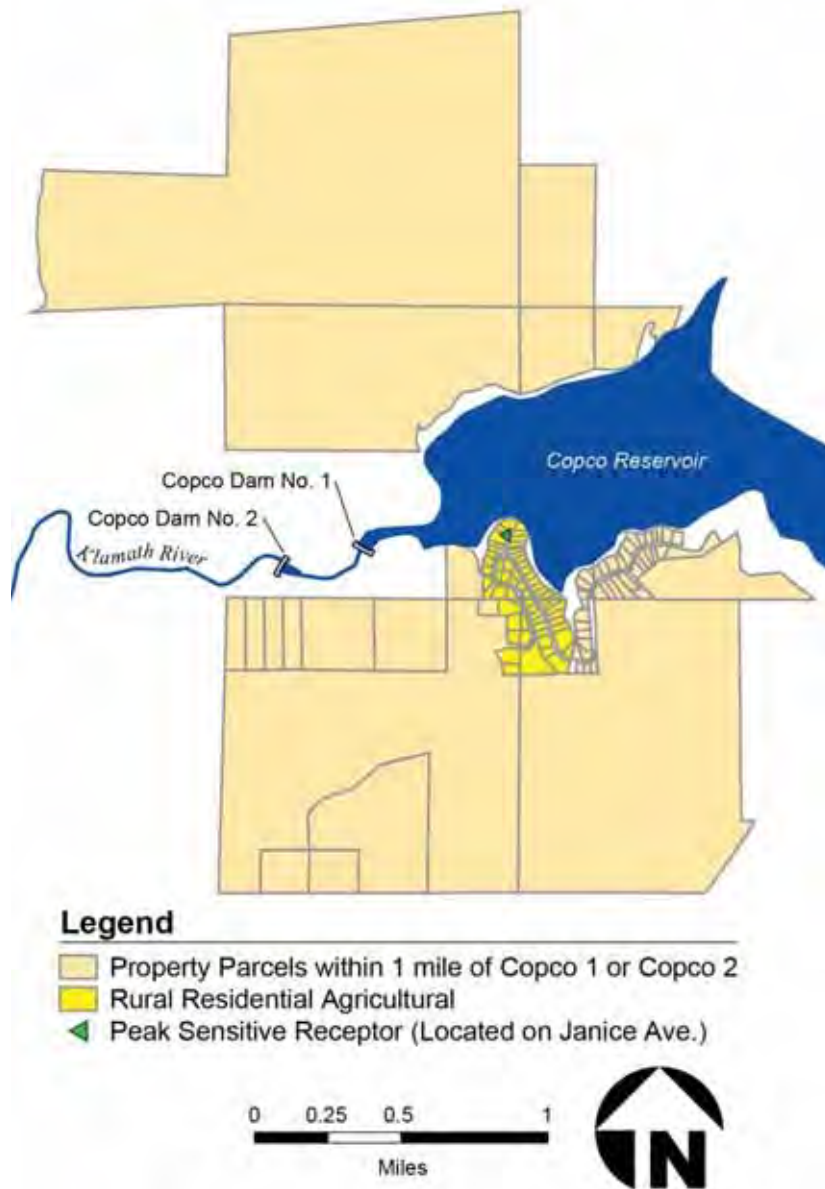 Copco Reservoir
Copco Dam No. 1
Copco Dam No. 2
Klamath River
Legend
Property Parcels within 1 mile of Copco 1 or Copco 2
Rural Residential Agricultural
Peak Sensitive Receptor (Located on Janice Ave.)
0 0.25 0.5 1
Miles
N